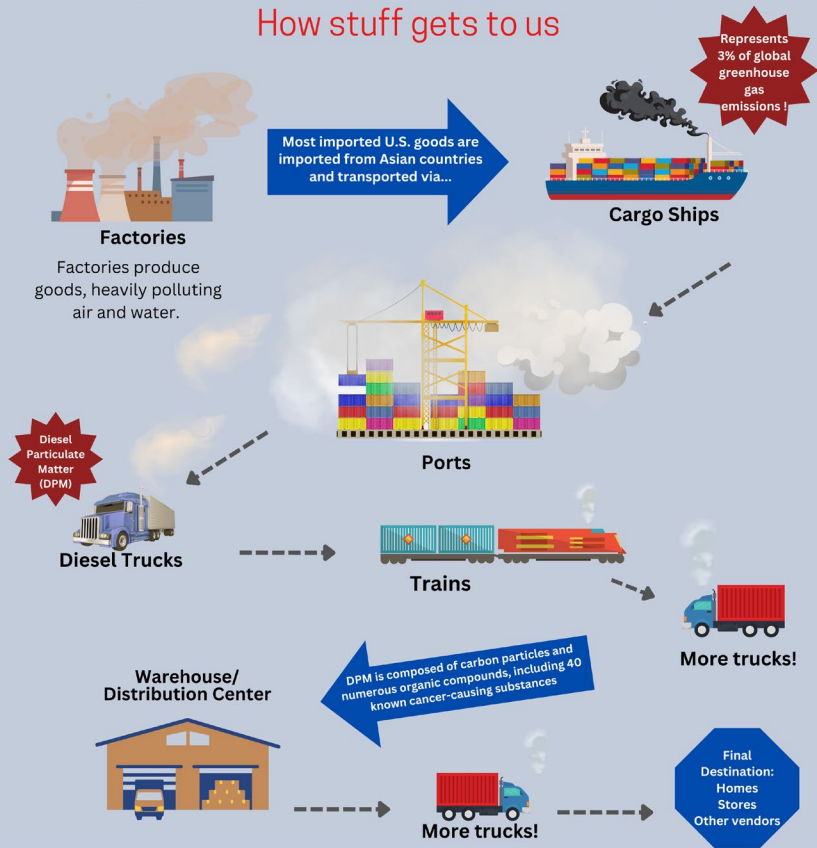 How stuff gets to us
Represents
3% of global
greenhouse
gas
emissions !
Most imported U.S. goods are
imported from Asian countries
and transported via...
Factories
Cargo Ships
Factories produce
goods, heavily polluting
air and water.
Ports
Diesel
Particulate
Matter
(DPM)
Diesel Trucks
Trains
More trucks!
DPM is composed of carbon particles and
numerous organic compounds, including 40
known cancer-causing substances
Warehouse/
Distribution Center
More trucks!
Final
Destination:
Homes
Stores
Other vendors